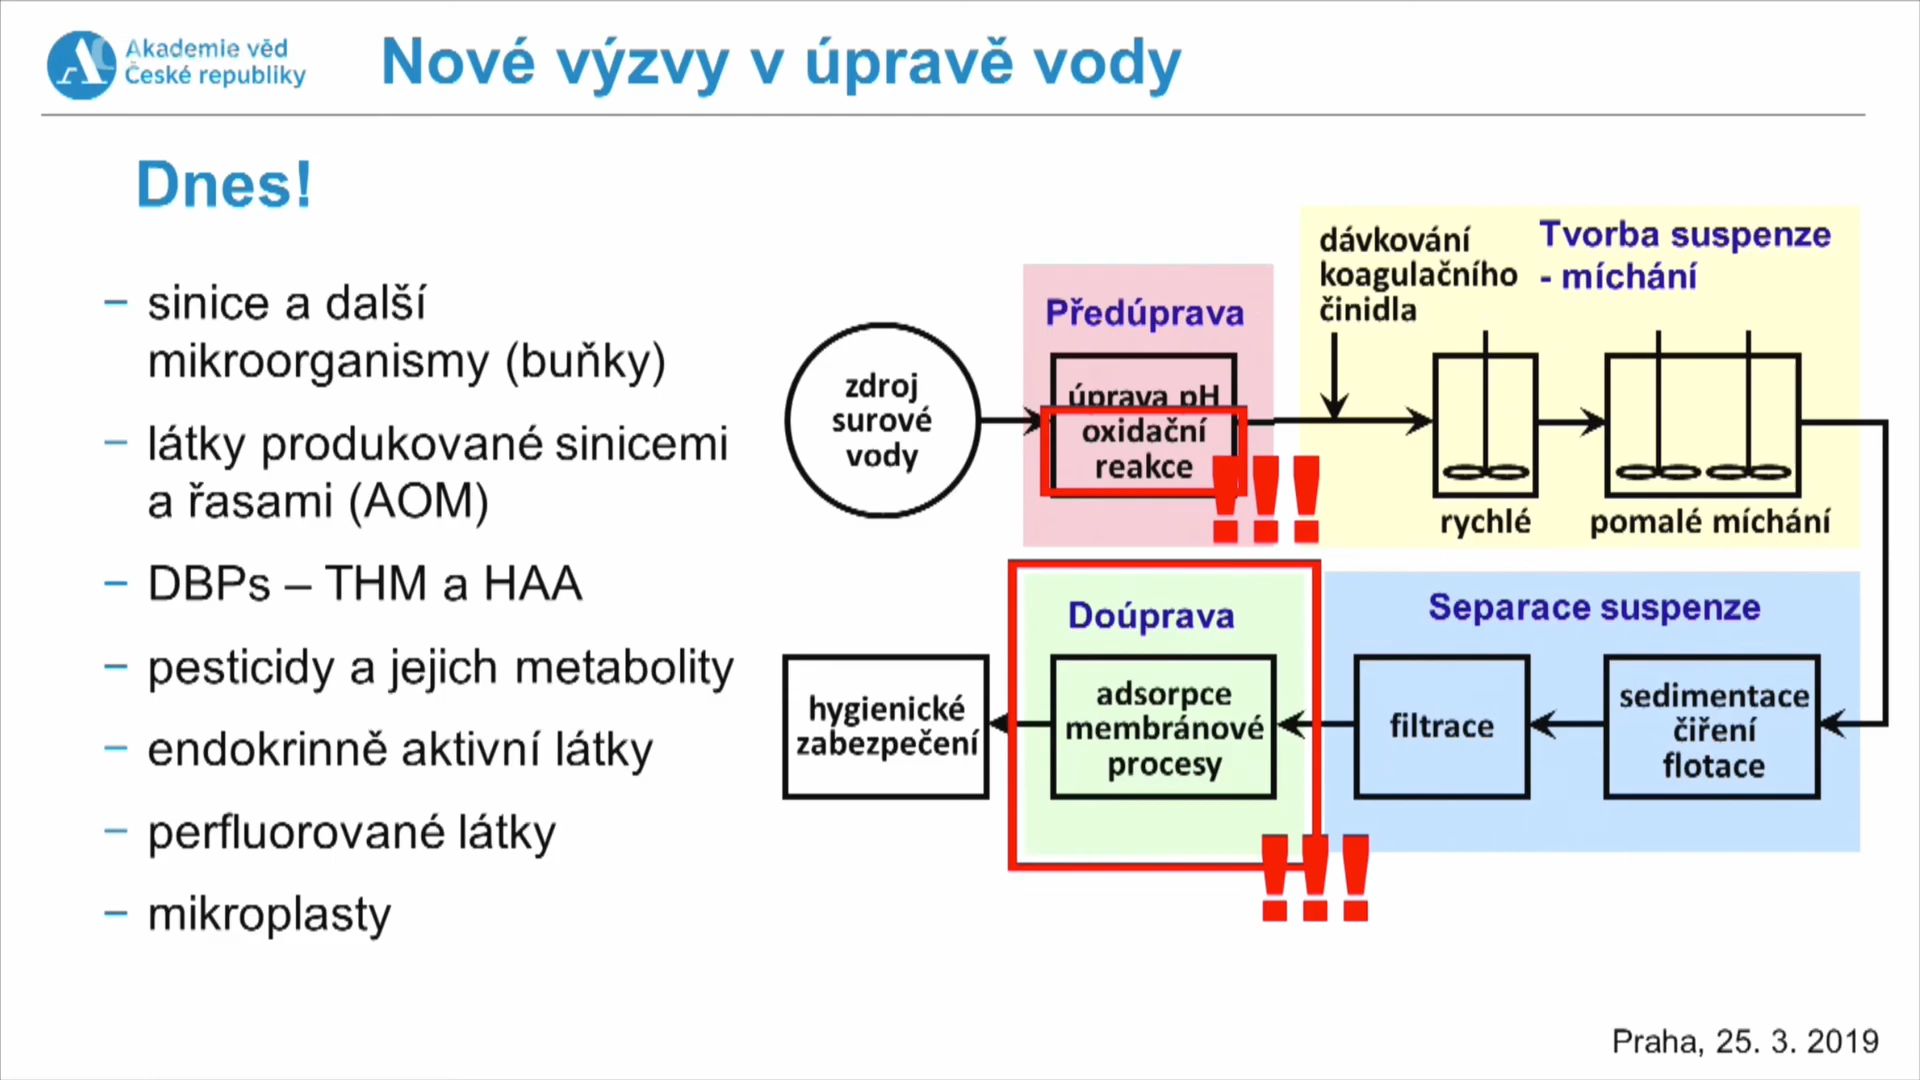 Akademie věd
České republiky
Nové výzvy v úpravě vody
Dnes!
– sinice a další
mikroorganismy (buňky)
– látky produkované sinicemi
a řasami (AOM)
– DBPs – THM a HAA
– pesticidy a jejich metabolity
– endokrinně aktivní látky
– perfluorované látky
– mikroplasty
zdroj
surové
vody
Předúprava
úprava pH
oxidační
reakce
!!!
dávkování
koagulačního
činidla
Tvorba suspenze
- míchání
rychlé
pomalé míchání
Separace suspenze
sedimentace
čiření
flotace
filtrace
Doúprava
adsorpce
membránové
procesy
!!!
hygienické
zabezpečení
Praha, 25. 3. 2019